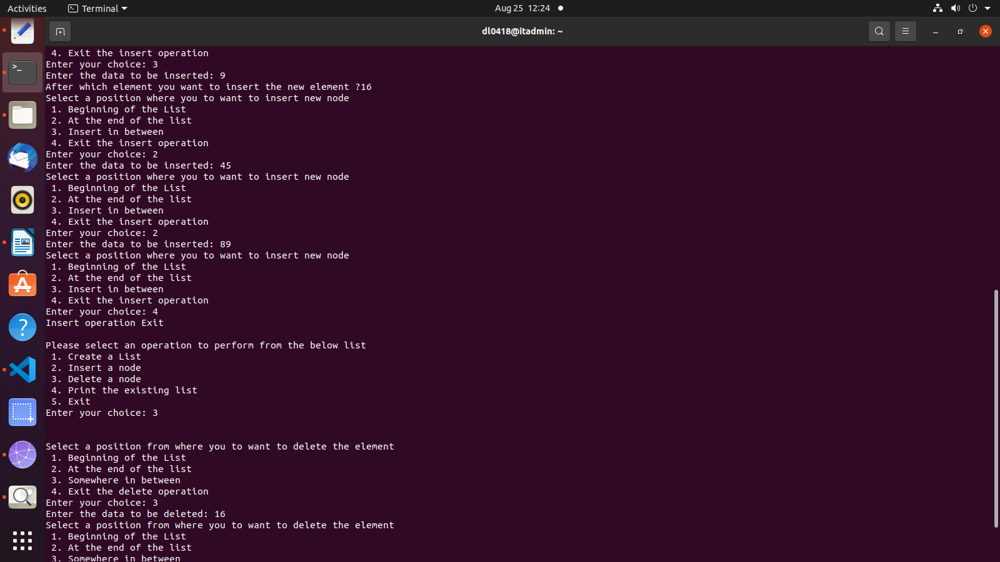 Activities
Terminal
Aug 25 12:24
dl0418@itadmin: ~
4. Exit the insert operation
Enter your choice: 3
Enter the data to be inserted: 9
After which element you want to insert the new element ?16
Select a position where you to want to insert new node
1. Beginning of the List
2. At the end of the list
3. Insert in between
4. Exit the insert operation
Enter your choice: 2
Enter the data to be inserted: 45
Select a position where you to want to insert new node
1. Beginning of the List
2. At the end of the list
3. Insert in between
4. Exit the insert operation
Enter your choice: 2
Enter the data to be inserted: 89
Select a position where you to want to insert new node
1. Beginning of the List
2. At the end of the list
3. Insert in between
4. Exit the insert operation
Enter your choice: 4
Insert operation Exit
Please select an operation to perform from the below list
1. Create a List
2. Insert a node
3. Delete a node
4. Print the existing list
5. Exit
Enter your choice: 3
Select a position from where you to want to delete the element
1. Beginning of the List
2. At the end of the list
3. Somewhere in between
4. Exit the delete operation
Enter your choice: 3
Enter the data to be deleted: 16
Select a position from where you to want to delete the element
1. Beginning of the List
2. At the end of the list
3. Somewhere in between